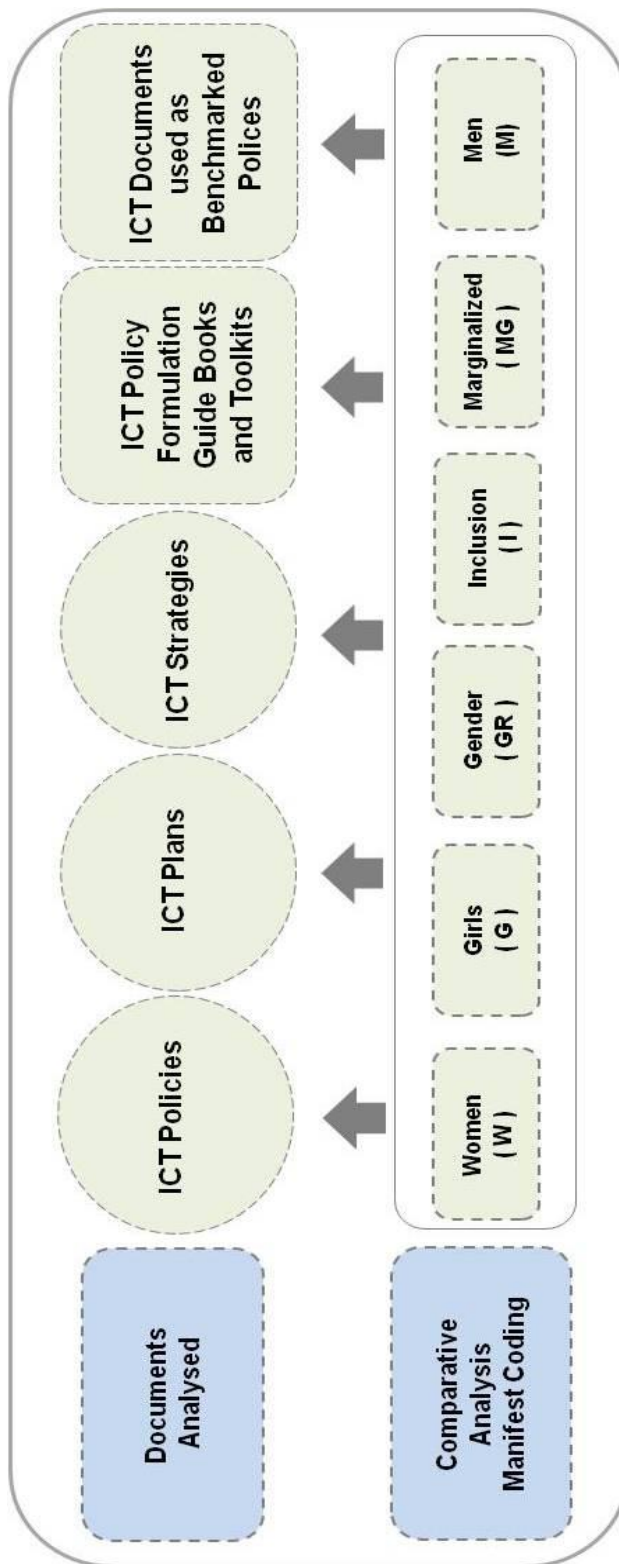 Documents
Analysed
ICT Policies
ICT Plans
ICT Strategies
ICT Policy
Formulation
Guide Books
and Toolkits
ICT Documents
used as
Benchmarked
Polices
Comparative
Analysis
Manifest Coding
Women
( W )
Girls
( G )
Gender
( GR )
Inclusion
( I )
Marginalized
( MG )
Men
(M)